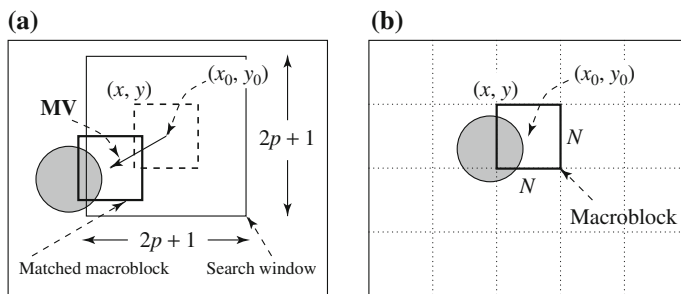 (a)
(x, y)
(x₀, y₀)
MV
2p + 1
2p + 1
Matched macroblock
Search window
(b)
(x, y)
(x₀, y₀)
N
N
Macroblock